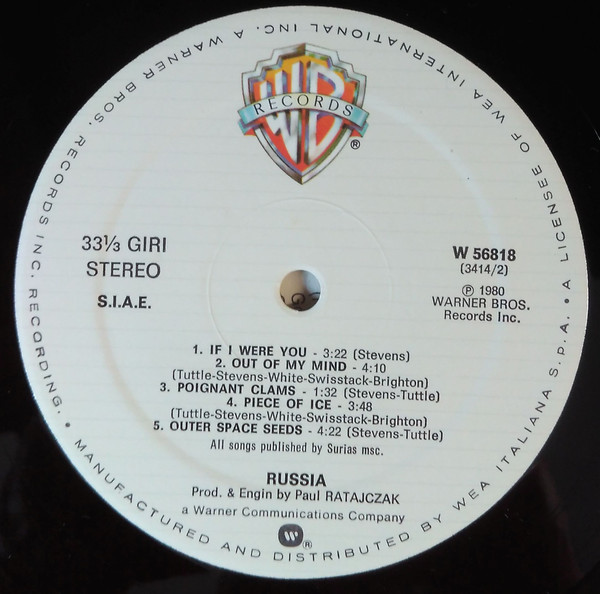 A WARNER BROS. RECORDS INC. RECORDING. • MANUFACTURED AND DISTRIBUTED BY WEA ITALIANA S.p.A. • A LICENSEE OF WEA INTERNATIONAL INC.
WB
RECORDS
®
33⅓ GIRI
STEREO
S.I.A.E.
W 56818
(3414/2)
℗ 1980
WARNER BROS.
Records Inc.
1. IF I WERE YOU - 3:22 (Stevens)
2. OUT OF MY MIND - 4:10
(Tuttle-Stevens-White-Swisstack-Brighton)
3. POIGNANT CLAMS - 1:32 (Stevens-Tuttle)
4. PIECE OF ICE - 3:48
(Tuttle-Stevens-White-Swisstack-Brighton)
5. OUTER SPACE SEEDS - 4:22 (Stevens-Tuttle)
All songs published by Surias msc.
RUSSIA
Prod. & Engin by Paul RATAJCZAK
a Warner Communications Company
®